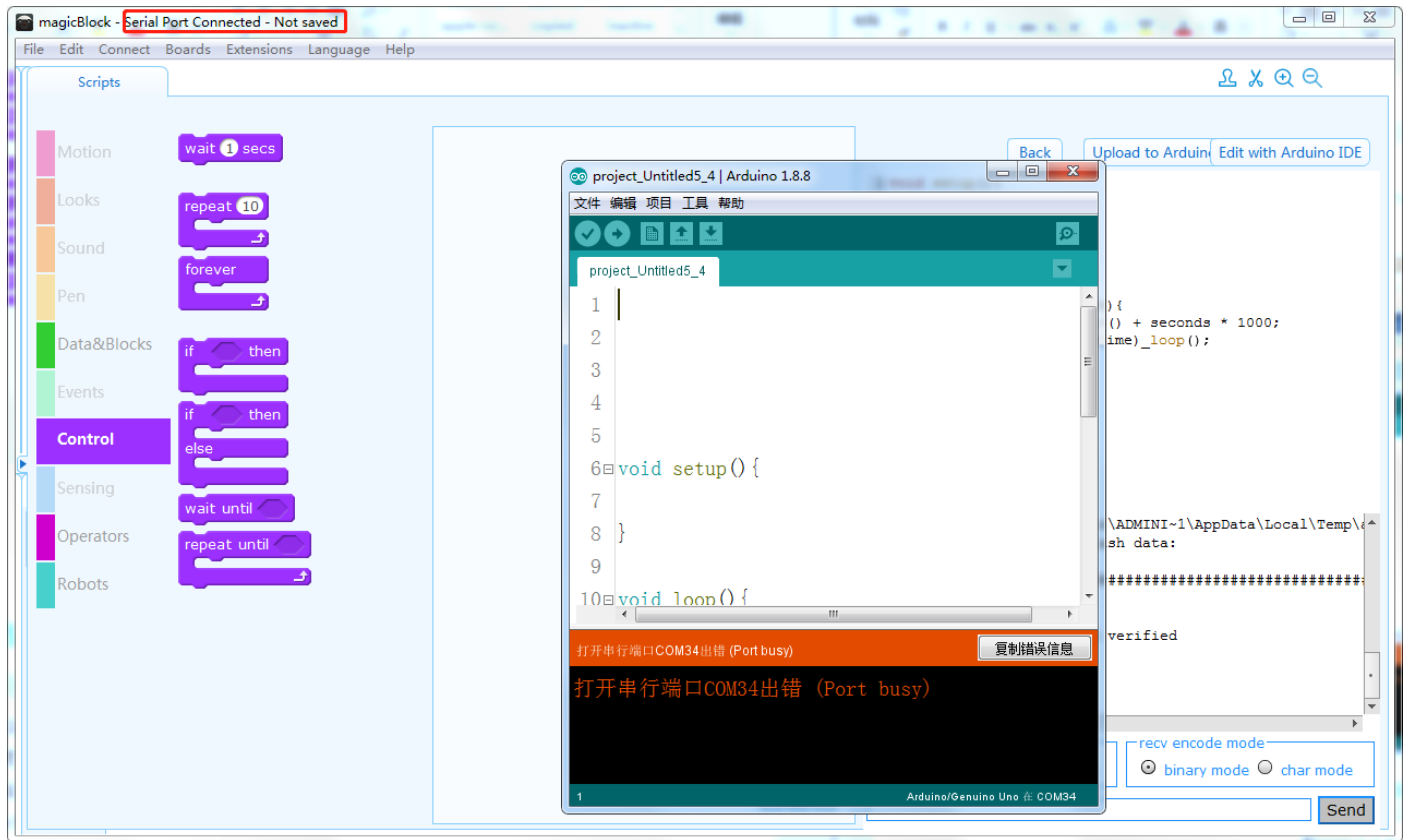 magicBlock - Serial Port Connected - Not saved
File Edit Connect Boards Extensions Language Help
Scripts
Motion
Looks
Sound
Pen
Data&Blocks
Events
Control
Sensing
Operators
Robots
wait 1 secs
repeat 10
forever
if then
if then
else
wait until
repeat until
Back
Upload to Arduin
Edit with Arduino IDE
project_Untitled5_4 | Arduino 1.8.8
文件 编辑 项目 工具 帮助
project_Untitled5_4
1
2
3
4
5
6 void setup(){
7
8 }
9
10 void loop(){
打开串行端口COM34出错 (Port busy)
复制错误信息
打开串行端口COM34出错 (Port busy)
1
Arduino/Genuino Uno 在 COM34
){
() + seconds * 1000;
ime)_loop();
\ADMINI~1\AppData\Local\Temp\
sh data:
##############################
verified
recv encode mode
binary mode char mode
Send